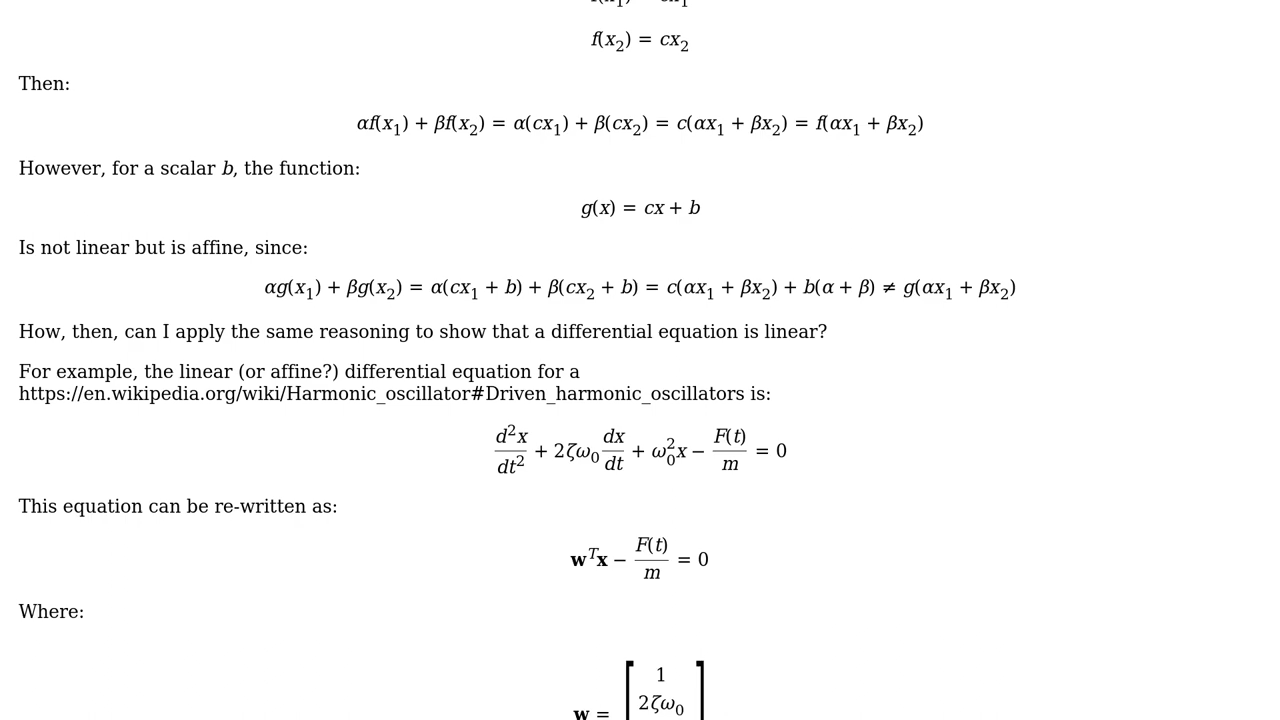 f(x₂) = cx₂
Then:
αf(x₁) + βf(x₂) = α(cx₁) + β(cx₂) = c(αx₁ + βx₂) = f(αx₁ + βx₂)
However, for a scalar b, the function:
g(x) = cx + b
Is not linear but is affine, since:
αg(x₁) + βg(x₂) = α(cx₁ + b) + β(cx₂ + b) = c(αx₁ + βx₂) + b(α + β) ≠ g(αx₁ + βx₂)
How, then, can I apply the same reasoning to show that a differential equation is linear?
For example, the linear (or affine?) differential equation for a
https://en.wikipedia.org/wiki/Harmonic_oscillator#Driven_harmonic_oscillators is:
d²x/dt² + 2ζω₀ dx/dt + ω₀²x − F(t)/m = 0
This equation can be re-written as:
wᵀx − F(t)/m = 0
Where:
w = [1
2ζω₀